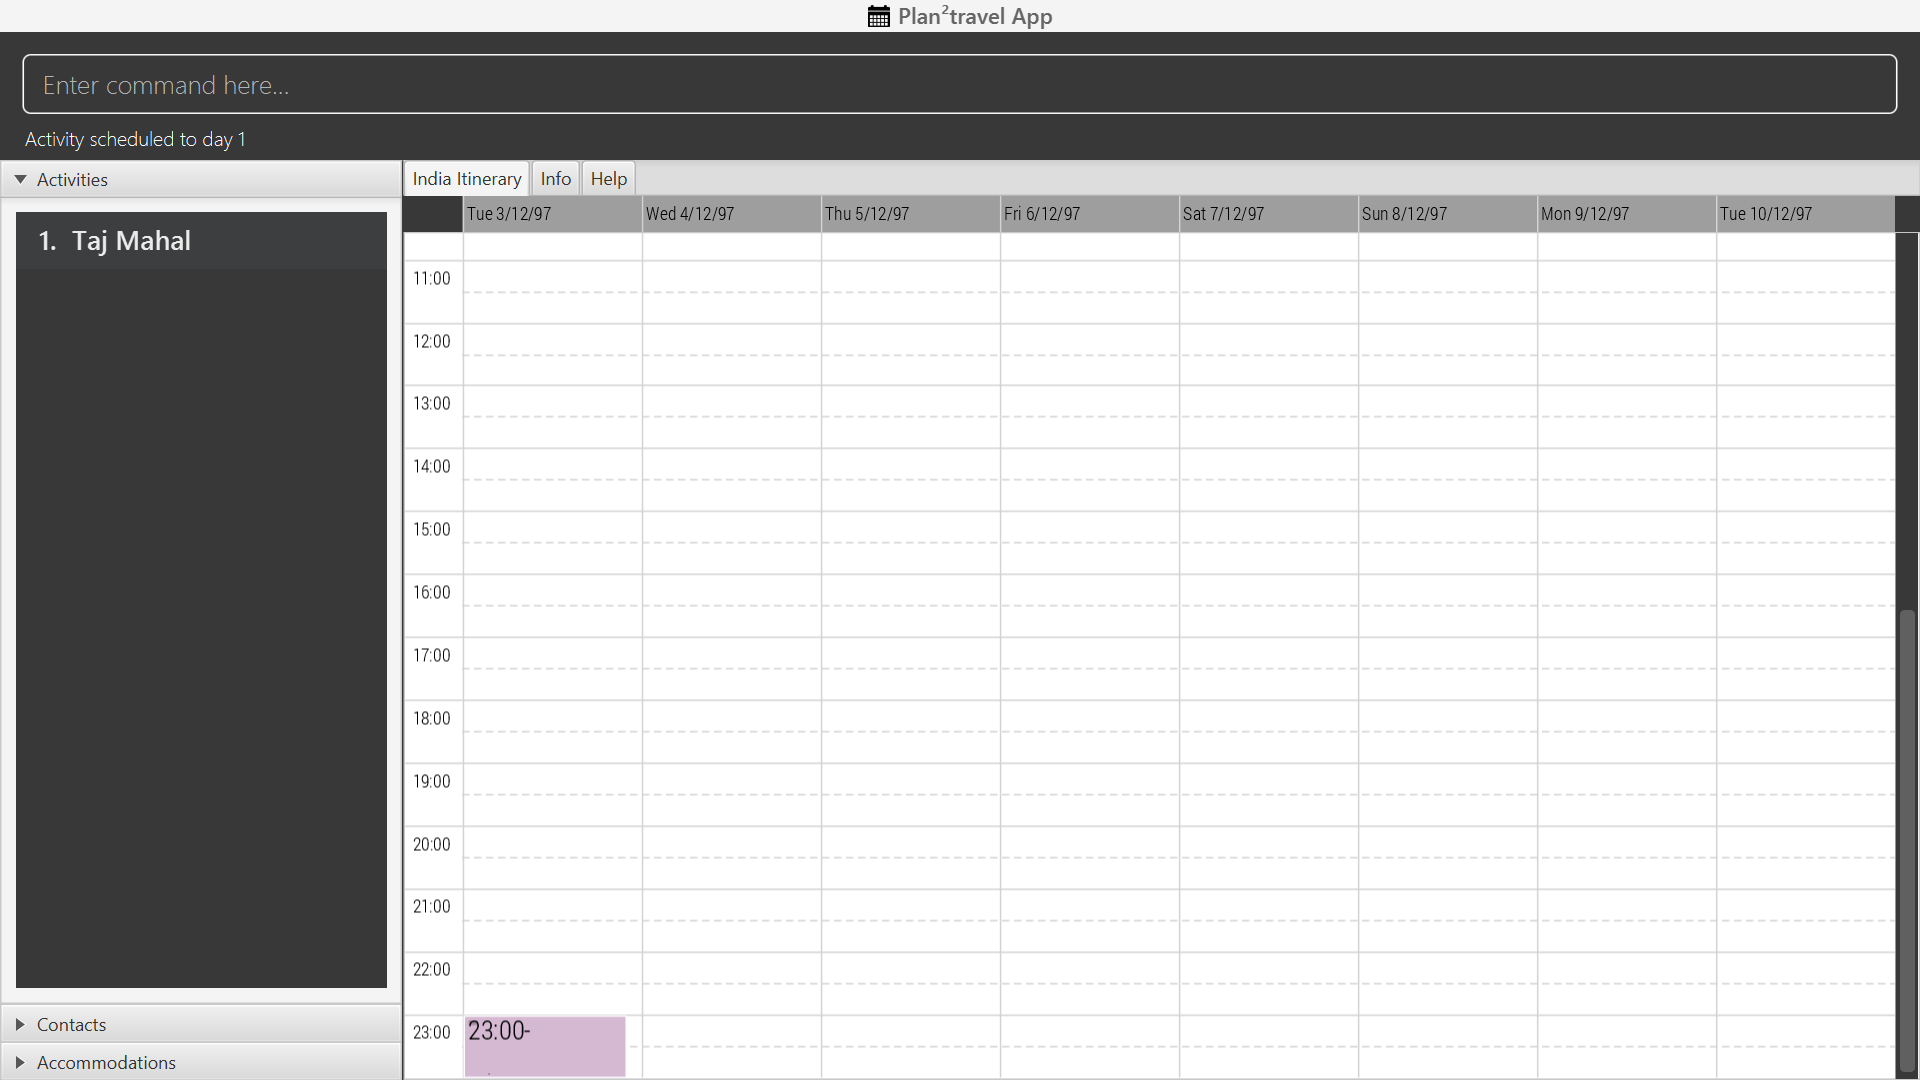 Plan²travel App
Enter command here...
Activity scheduled to day 1
Activities
India Itinerary
Info
Help
1. Taj Mahal
Tue 3/12/97
Wed 4/12/97
Thu 5/12/97
Fri 6/12/97
Sat 7/12/97
Sun 8/12/97
Mon 9/12/97
Tue 10/12/97
11:00
12:00
13:00
14:00
15:00
16:00
17:00
18:00
19:00
20:00
21:00
22:00
23:00
23:00-
Contacts
Accommodations